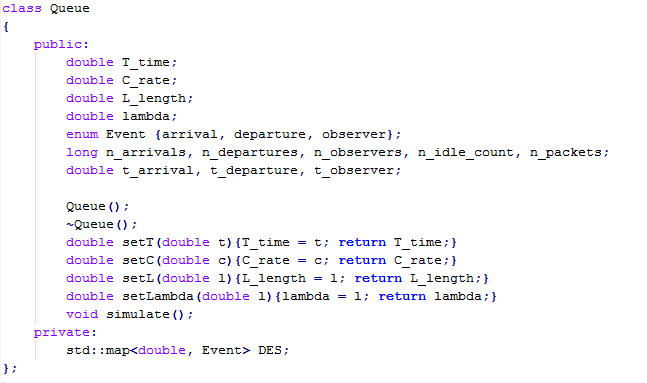 class Queue
{
    public:
        double T_time;
        double C_rate;
        double L_length;
        double lambda;
        enum Event {arrival, departure, observer};
        long n_arrivals, n_departures, n_observers, n_idle_count, n_packets;
        double t_arrival, t_departure, t_observer;

        Queue();
        ~Queue();
        double setT(double t){T_time = t; return T_time;}
        double setC(double c){C_rate = c; return C_rate;}
        double setL(double l){L_length = l; return L_length;}
        double setLambda(double l){lambda = l; return lambda;}
        void simulate();
    private:
        std::map<double, Event> DES;
};